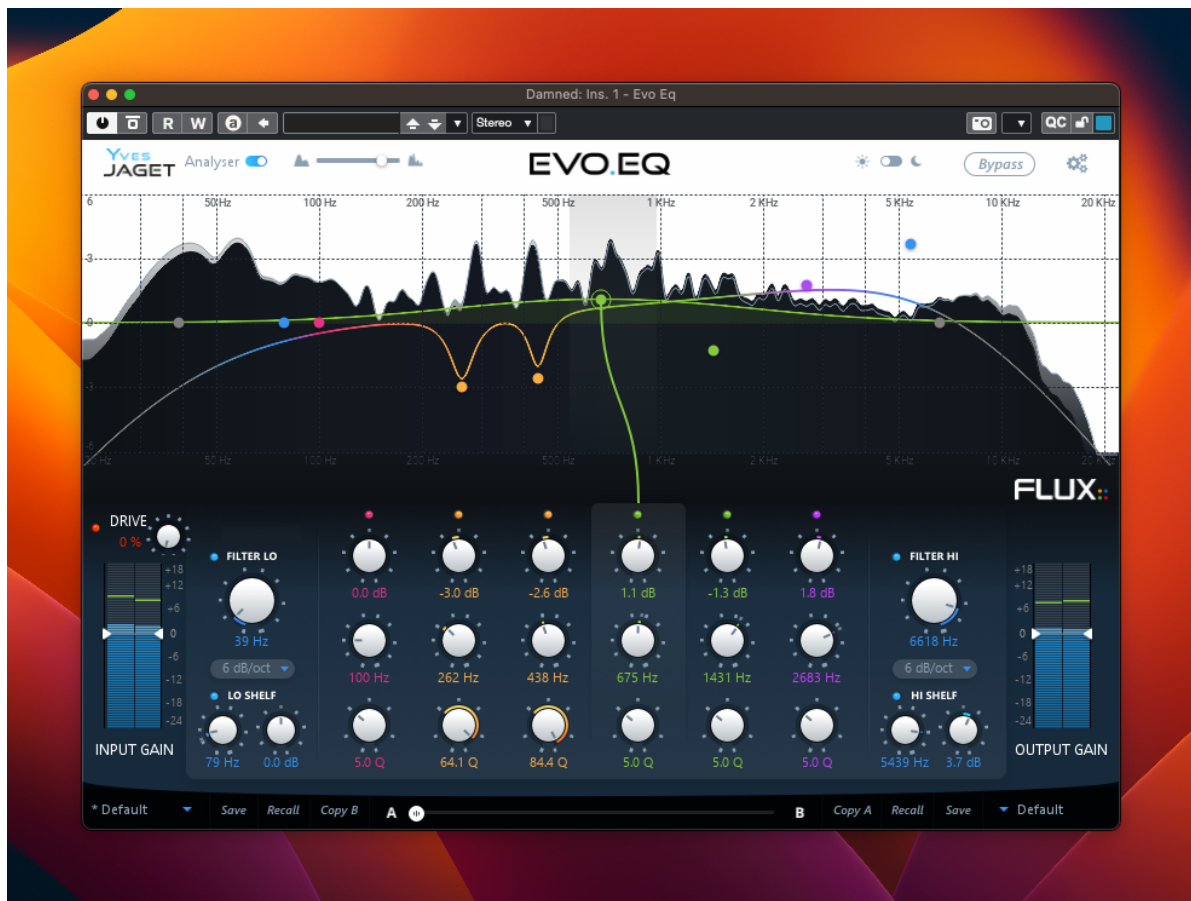 Damned: Ins. 1 - Evo Eq
R W a Stereo QC
YVES JAGET Analyser EVO.EQ Bypass
6 50Hz 100 Hz 200 Hz 500 Hz 1 KHz 2 KHz 5 KHz 10 KHz 20 KHz
-3
-0
-3
-6
20 Hz 50 Hz 100 Hz 200 Hz 500 Hz 1 KHz 2 KHz 5 KHz 10 KHz 20 KHz
FLUX::
DRIVE
0 %
FILTER LO FILTER HI
+18 +18
+12 +12
+6 0.0 dB -3.0 dB -2.6 dB 1.1 dB -1.3 dB 1.8 dB +6
0 39 Hz 6618 Hz 0
-6 -6
6 dB/oct 100 Hz 262 Hz 438 Hz 675 Hz 1431 Hz 2683 Hz 6 dB/oct
-12 -12
LO SHELF HI SHELF
-18 -18
-24 -24
INPUT GAIN OUTPUT GAIN
79 Hz 0.0 dB 5.0 Q 64.1 Q 84.4 Q 5.0 Q 5.0 Q 5.0 Q 5439 Hz 3.7 dB
* Default Save Recall Copy B A B Copy A Recall Save Default